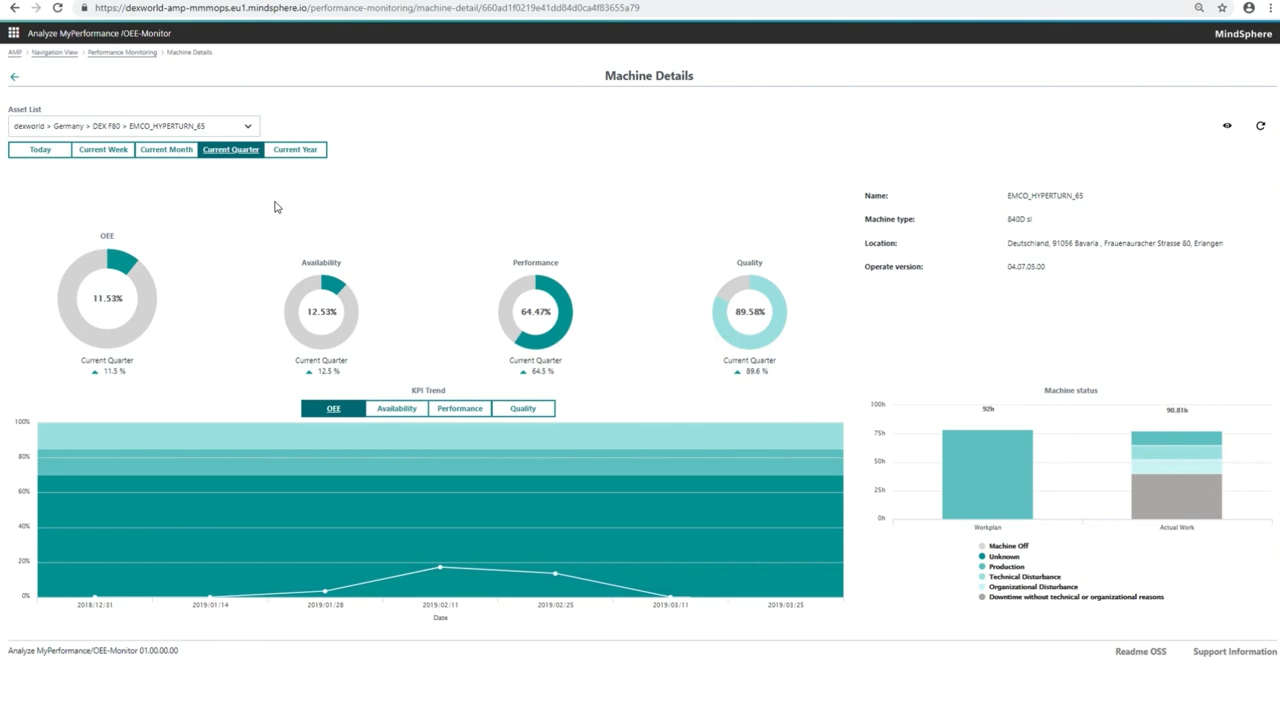 https://dexworld-amp-mmmops.eu1.mindsphere.io/performance-monitoring/machine-detail/660ad1f0219e41dd84d0ca4f83655a79
Analyze MyPerformance /OEE-Monitor
MindSphere
AMP > Navigation View > Performance Monitoring > Machine Details
Machine Details
Asset List
dexworld > Germany > DEX F80 > EMCO_HYPERTURN_65
Today Current Week Current Month Current Quarter Current Year
Name: EMCO_HYPERTURN_65
Machine type: 840D sl
Location: Deutschland, 91056 Bavaria , Frauenauracher Strasse 80, Erlangen
Operate version: 04.07.05.00
OEE
11.53%
Current Quarter
11.5 %
Availability
12.53%
Current Quarter
12.5 %
Performance
64.47%
Current Quarter
64.5 %
Quality
89.58%
Current Quarter
89.6 %
KPI Trend
OEE Availability Performance Quality
100%
80%
60%
40%
20%
0%
2018/12/31 2019/01/14 2019/01/28 2019/02/11 2019/02/25 2019/03/11 2019/03/25
Date
Machine status
100h
75h
50h
25h
0h
92h 90.81h
Workplan Actual Work
Machine Off
Unknown
Production
Technical Disturbance
Organizational Disturbance
Downtime without technical or organizational reasons
Analyze MyPerformance/OEE-Monitor 01.00.00.00
Readme OSS Support Information